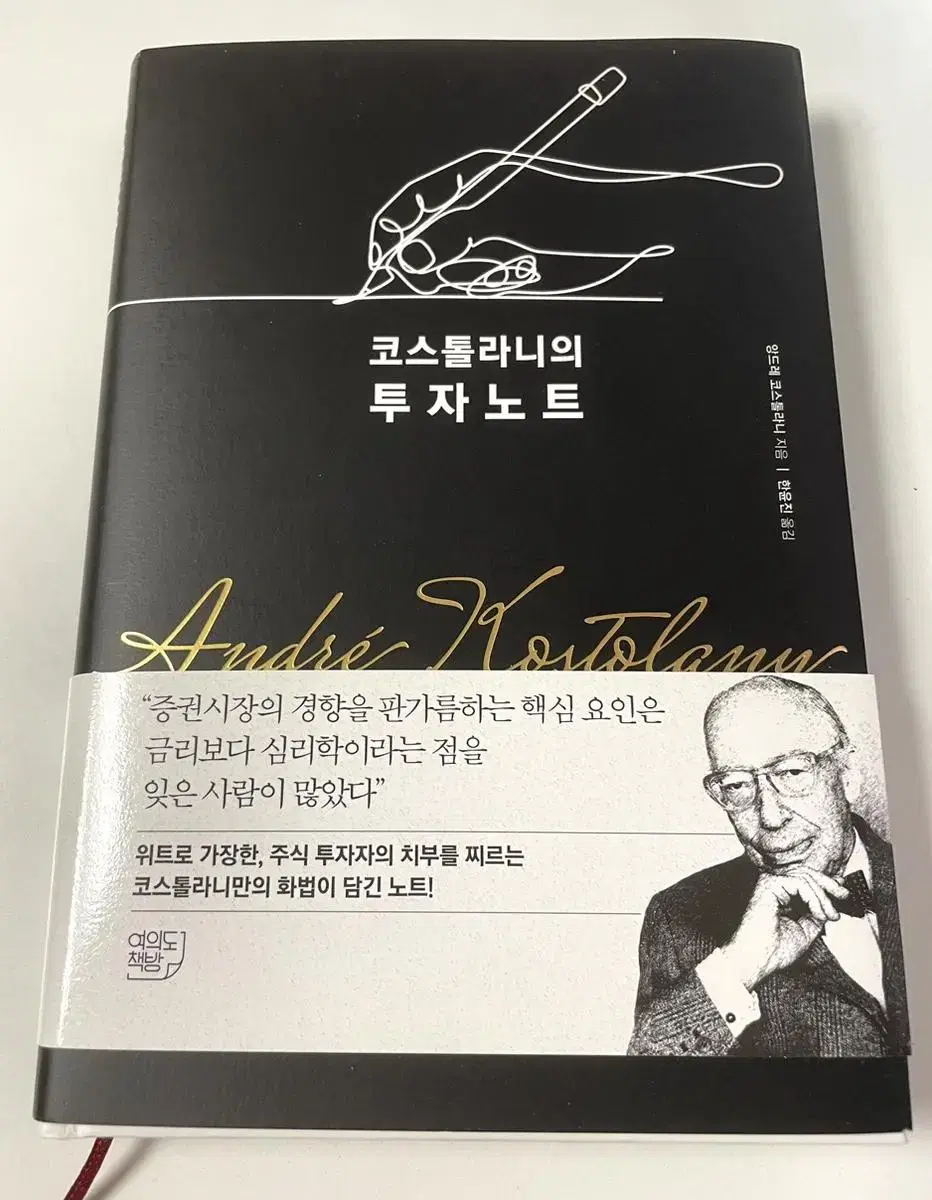 코스톨라니의
투자노트
앙드레 코스톨라니 지음 | 한윤진 옮김
André Kostolany
“증권시장의 경향을 판가름하는 핵심 요인은
금리보다 심리학이라는 점을
잊은 사람이 많았다”
위트로 가장한, 주식 투자자의 치부를 찌르는
코스톨라니만의 화법이 담긴 노트!
여의도
책방